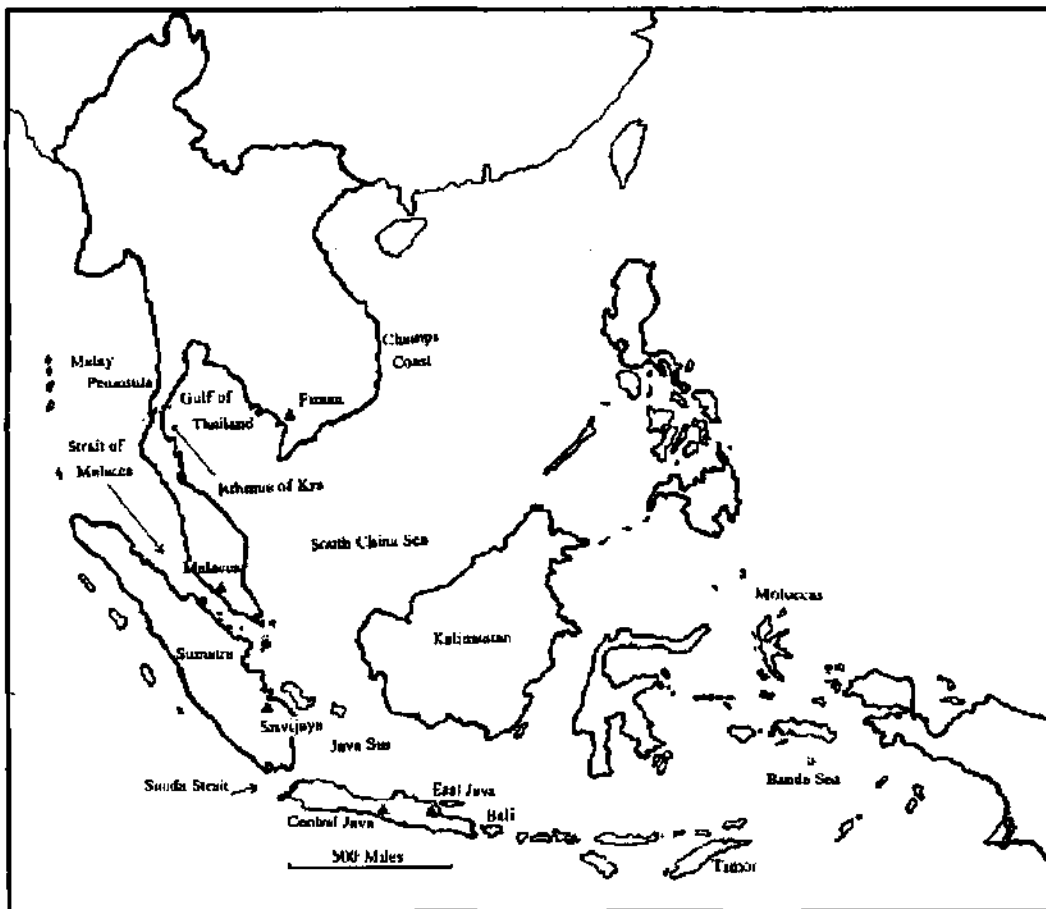 Champa
Coast
Malay
Peninsula
Gulf of
Thailand
Funan
Strait of
Malacca
Isthmus of Kra
South China Sea
Malacca
Moluccas
Kalimantan
Sumatra
Srivijaya
Java Sea
Banda Sea
Sunda Strait
East Java
Bali
Central Java
500 Miles
Timor